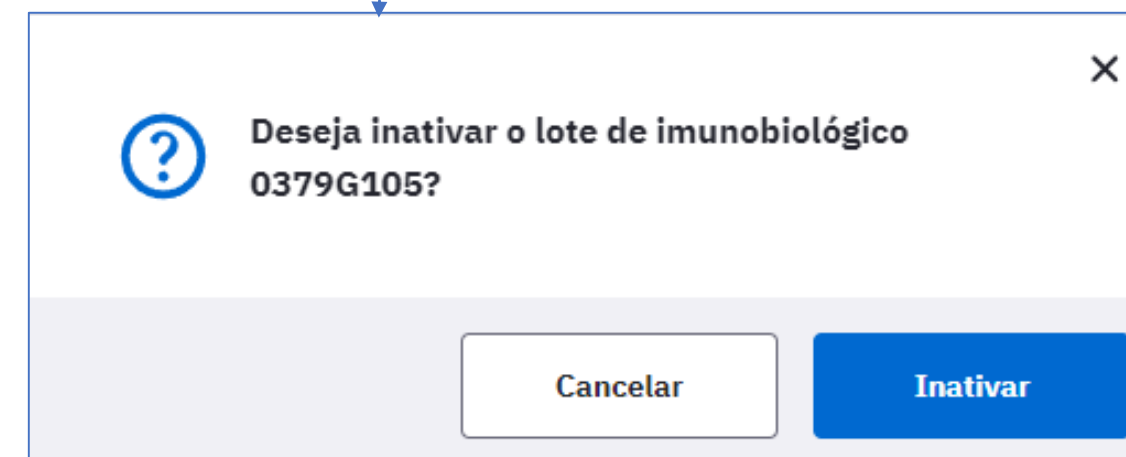 Deseja inativar o lote de imunobiológico
0379G105?
Cancelar
Inativar